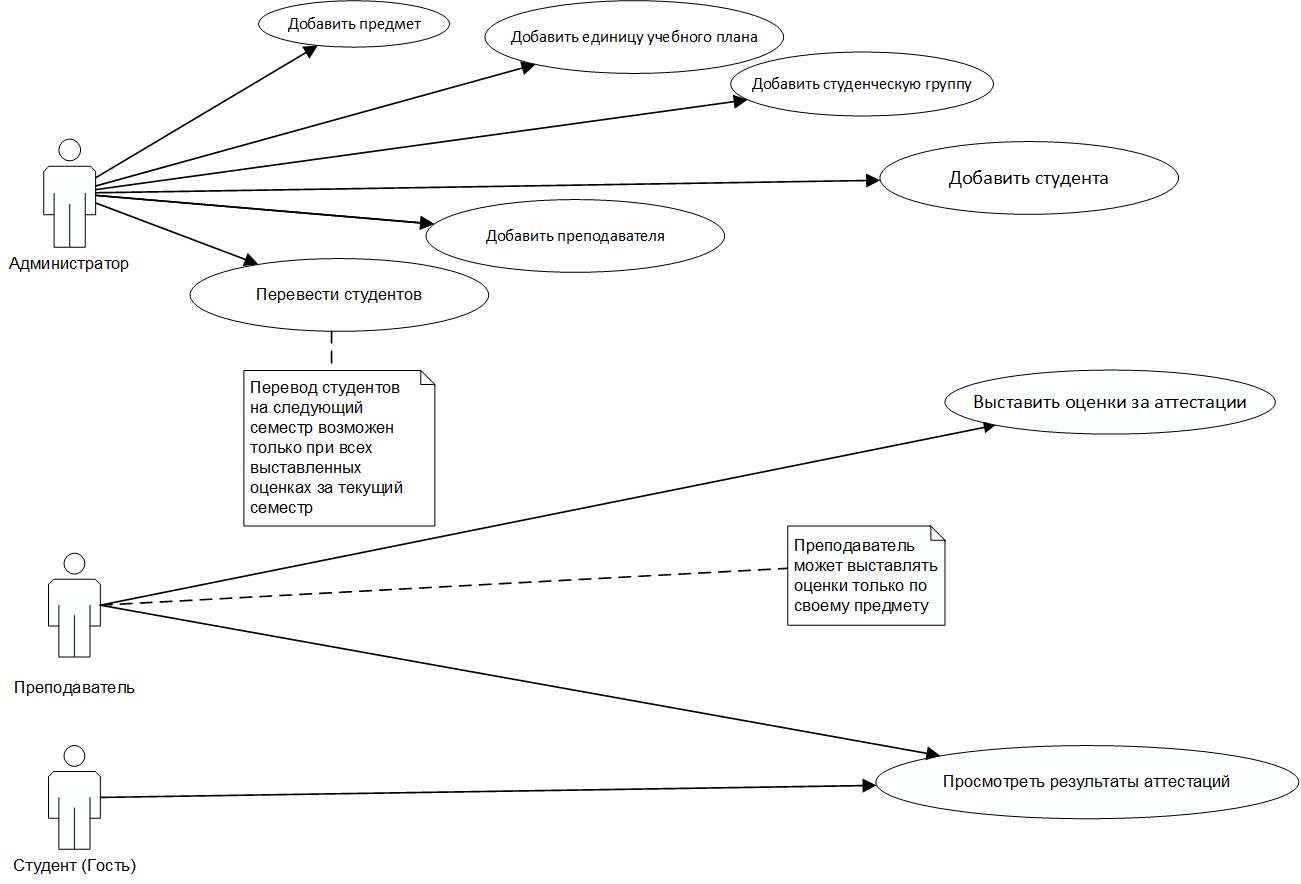 Добавить предмет
Добавить единицу учебного плана
Добавить студенческую группу
Добавить студента
Добавить преподавателя
Администратор
Перевести студентов
Перевод студентов
на следующий
семестр возможен
только при всех
выставленных
оценках за текущий
семестр
Выставить оценки за аттестации
Преподаватель
может выставлять
оценки только по
своему предмету
Преподаватель
Просмотреть результаты аттестаций
Студент (Гость)